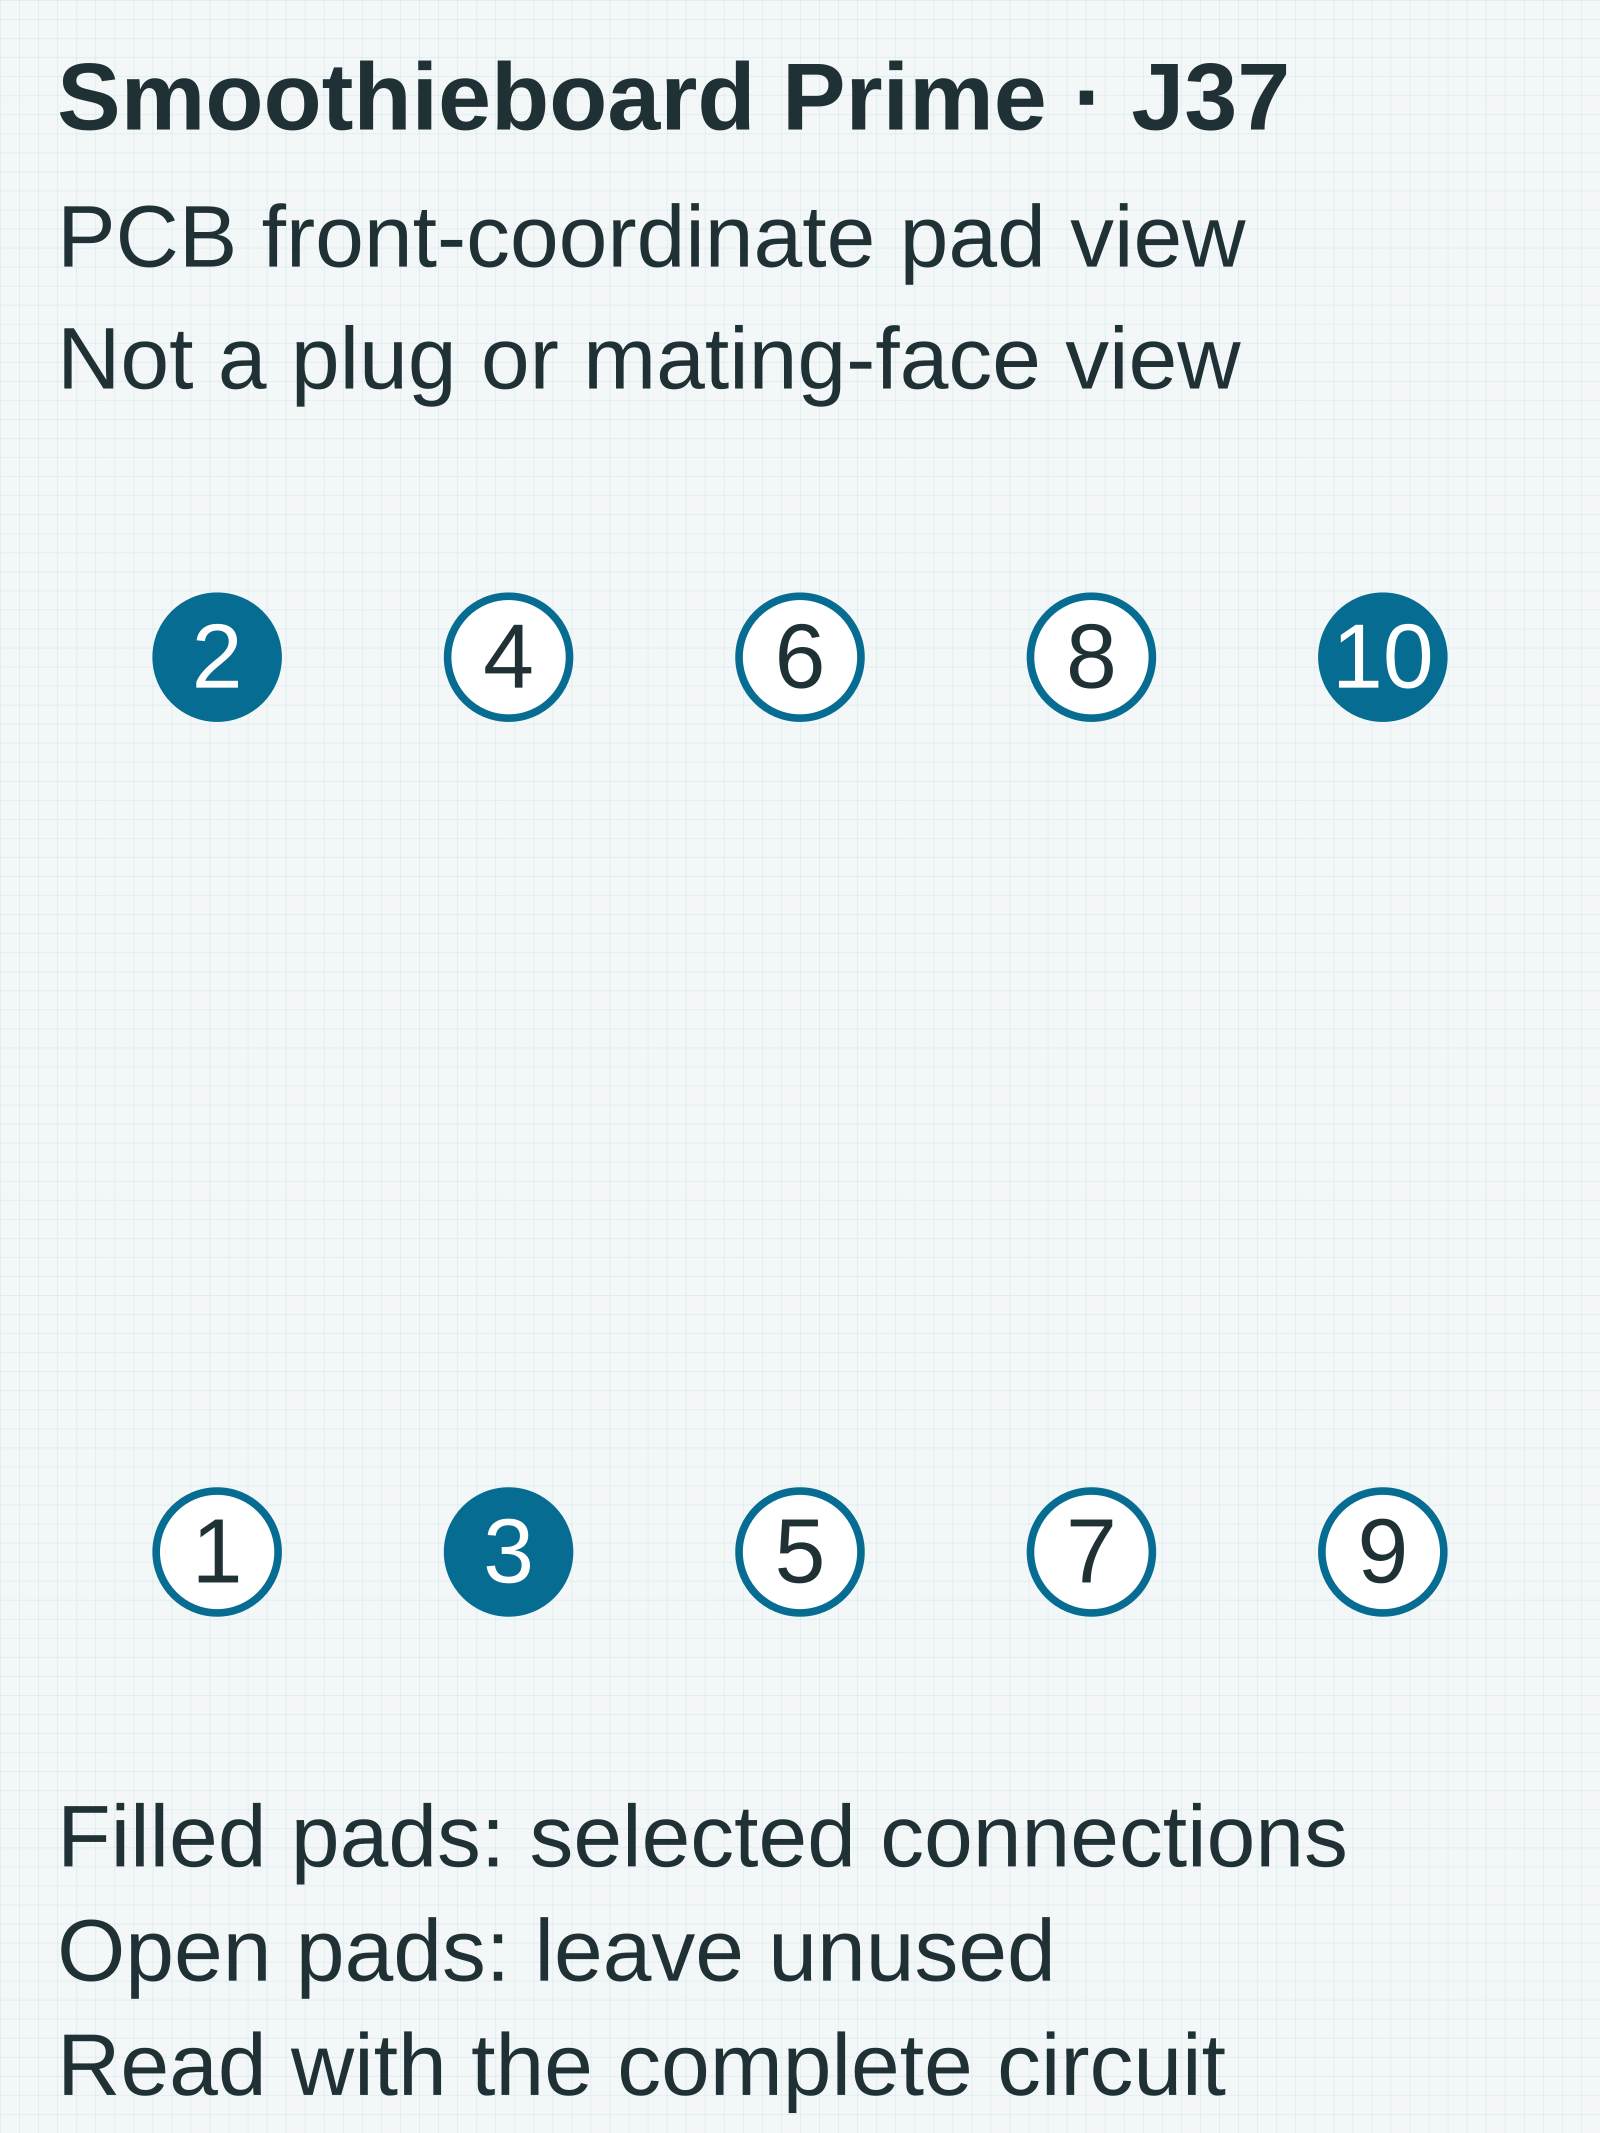 Smoothieboard Prime · J37
PCB front-coordinate pad view
Not a plug or mating-face view
2 4 6 8 10
1 3 5 7 9
Filled pads: selected connections
Open pads: leave unused
Read with the complete circuit